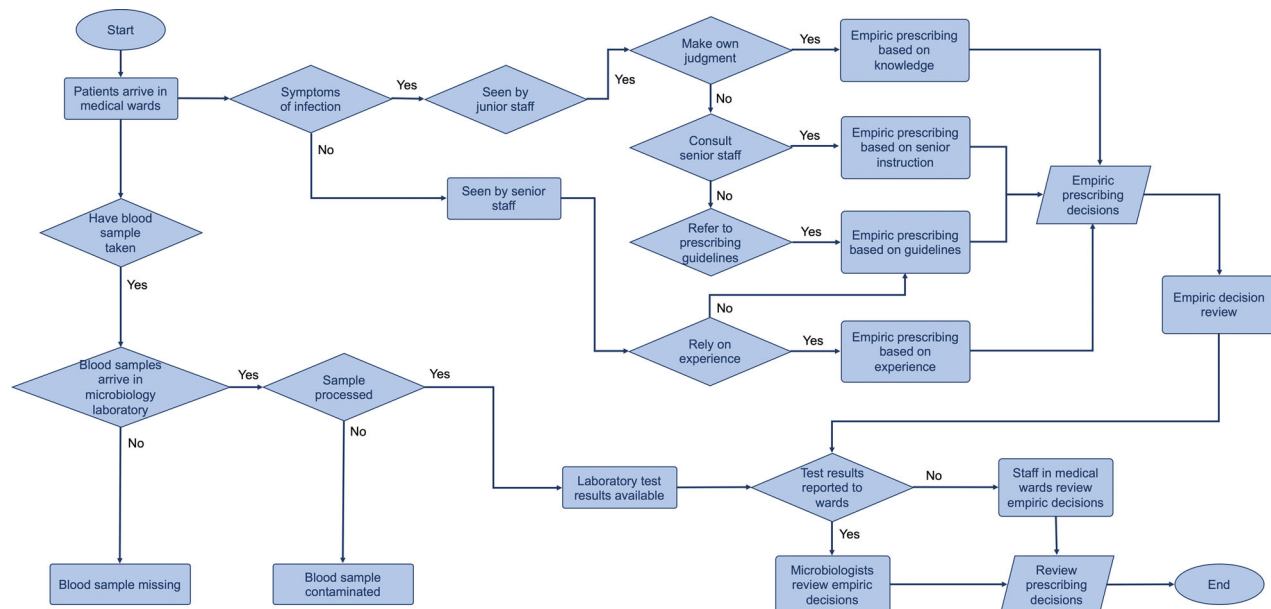 Start
Patients arrive in
medical wards
Symptoms
of infection
Yes
Seen by
junior staff
Yes
Make own
judgment
Yes
Empiric prescribing
based on
knowledge
No
Consult
senior staff
Yes
Empiric prescribing
based on senior
instruction
No
Seen by senior
staff
No
Refer to
prescribing
guidelines
Yes
Empiric prescribing
based on guidelines
Empiric
prescribing
decisions
Have blood
sample
taken
Yes
No
Rely on
experience
Yes
Empiric prescribing
based on
experience
Empiric decision
review
Blood samples
arrive in
microbiology
laboratory
Yes
Sample
processed
Yes
No
No
Laboratory test
results available
Test results
reported to
wards
No
Staff in medical
wards review
empiric decisions
Yes
Blood sample missing
Blood sample
contaminated
Microbiologists
review empiric
decisions
Review
prescribing
decisions
End